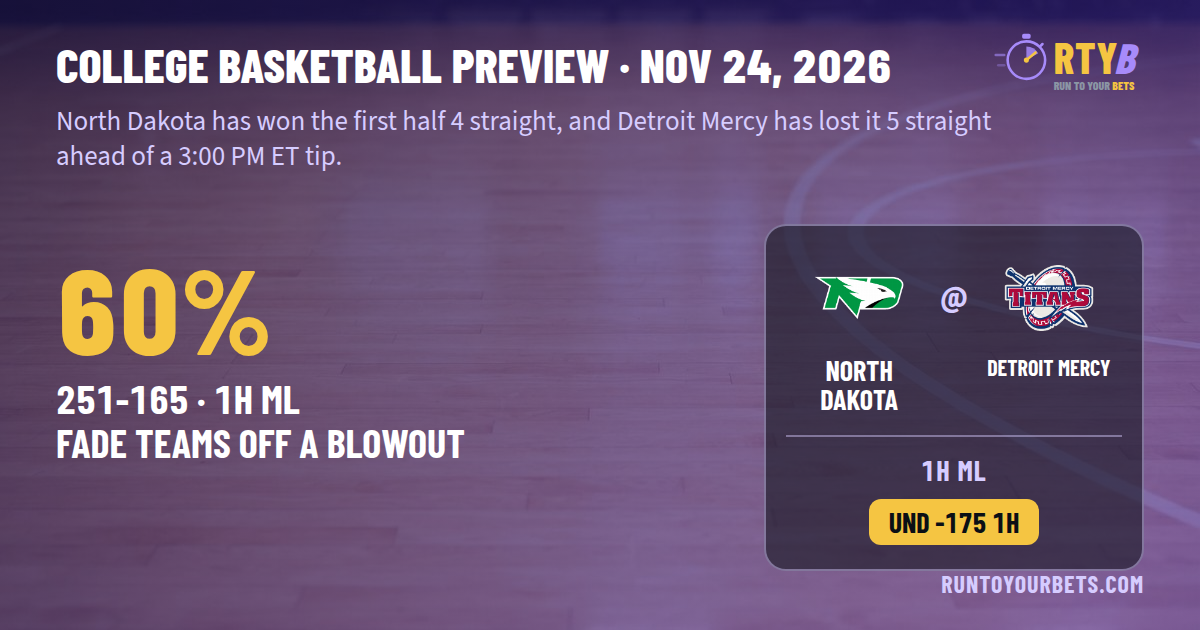 COLLEGE BASKETBALL PREVIEW · NOV 24, 2026
RTYB
RUN TO YOUR BETS
North Dakota has won the first half 4 straight, and Detroit Mercy has lost it 5 straight
ahead of a 3:00 PM ET tip.
60%
251-165 · 1H ML
FADE TEAMS OFF A BLOWOUT
ND
@
DETROIT MERCY
TITANS
NORTH
DAKOTA
DETROIT MERCY
1H ML
UND -175 1H
RUNTOYOURBETS.COM